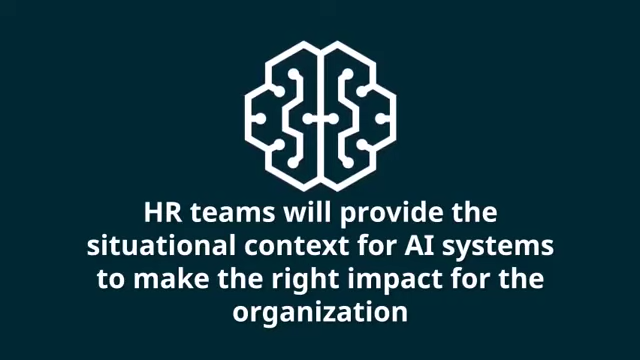 HR teams will provide the
situational context for AI systems
to make the right impact for the
organization